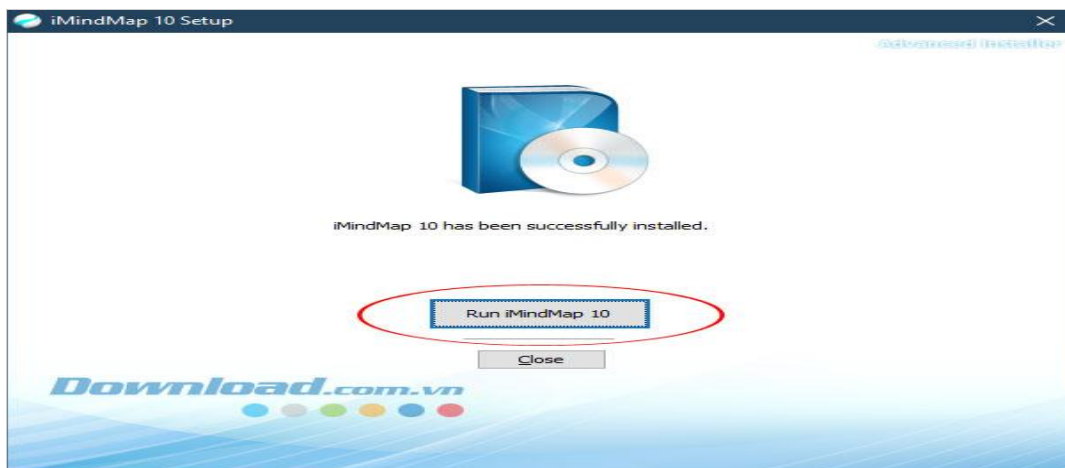 iMindMap 10 Setup
Advanced Installer
iMindMap 10 has been successfully installed.
Run iMindMap 10
Close
Download.com.vn